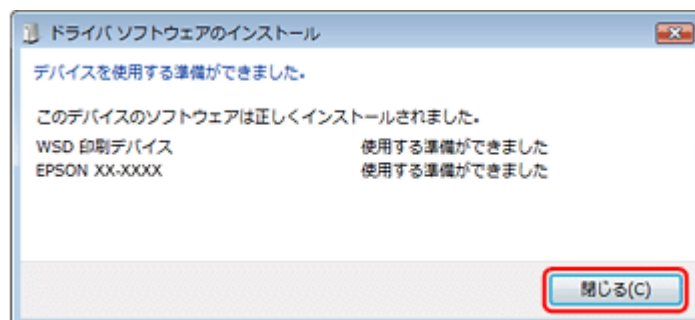 ドライバ ソフトウェアのインストール
デバイスを使用する準備ができました。
このデバイスのソフトウェアは正しくインストールされました。
WSD 印刷デバイス 使用する準備ができました
EPSON XX-XXXX 使用する準備ができました
閉じる(C)